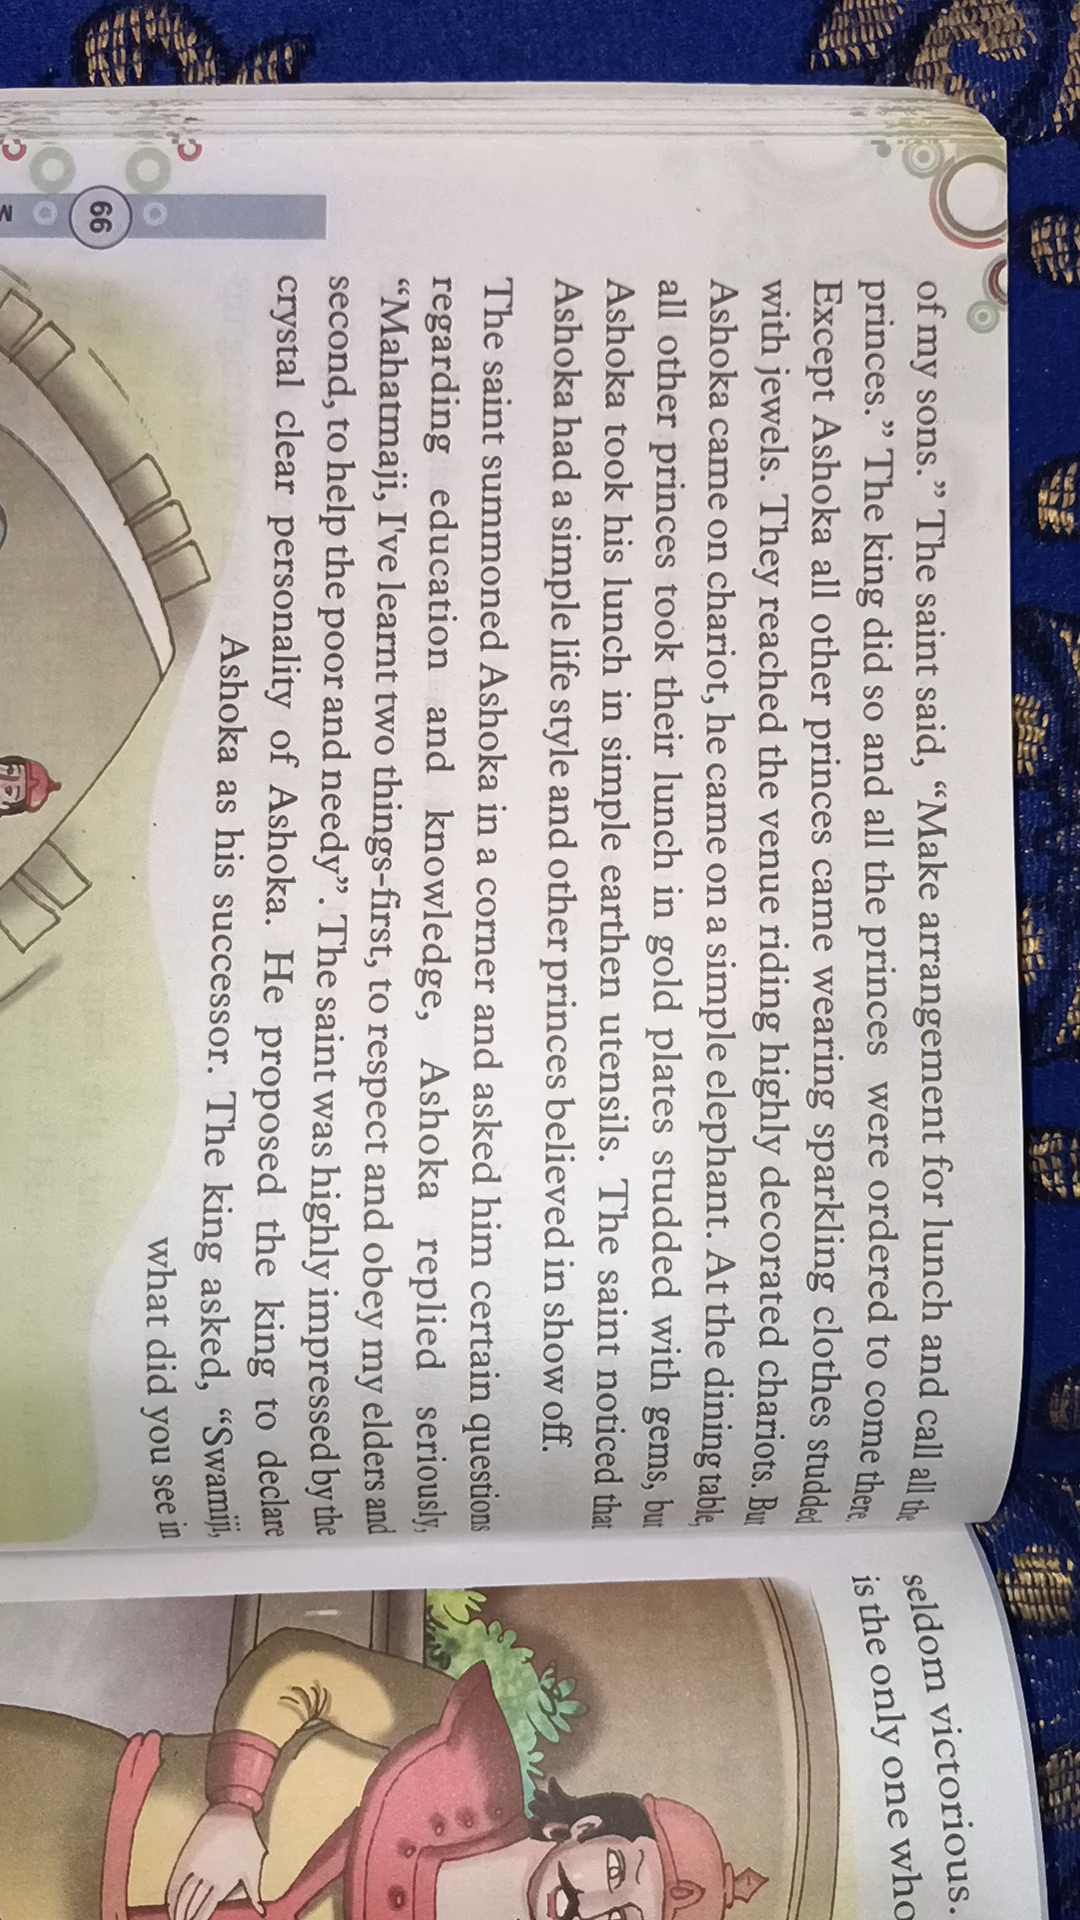 of my sons.” The saint said, “Make arrangement for lunch and call all the
princes.” The king did so and all the princes were ordered to come there.
Except Ashoka all other princes came wearing sparkling clothes studded
with jewels. They reached the venue riding highly decorated chariots. But
Ashoka came on chariot, he came on a simple elephant. At the dining table,
all other princes took their lunch in gold plates studded with gems, but
Ashoka took his lunch in simple earthen utensils. The saint noticed that
Ashoka had a simple life style and other princes believed in show off.
The saint summoned Ashoka in a corner and asked him certain questions
regarding education and knowledge, Ashoka replied seriously,
“Mahatmaji, I've learnt two things-first, to respect and obey my elders and
second, to help the poor and needy”. The saint was highly impressed by the
crystal clear personality of Ashoka. He proposed the king to declare
Ashoka as his successor. The king asked, “Swamiji,
what did you see in
66
seldom victorious.
is the only one who